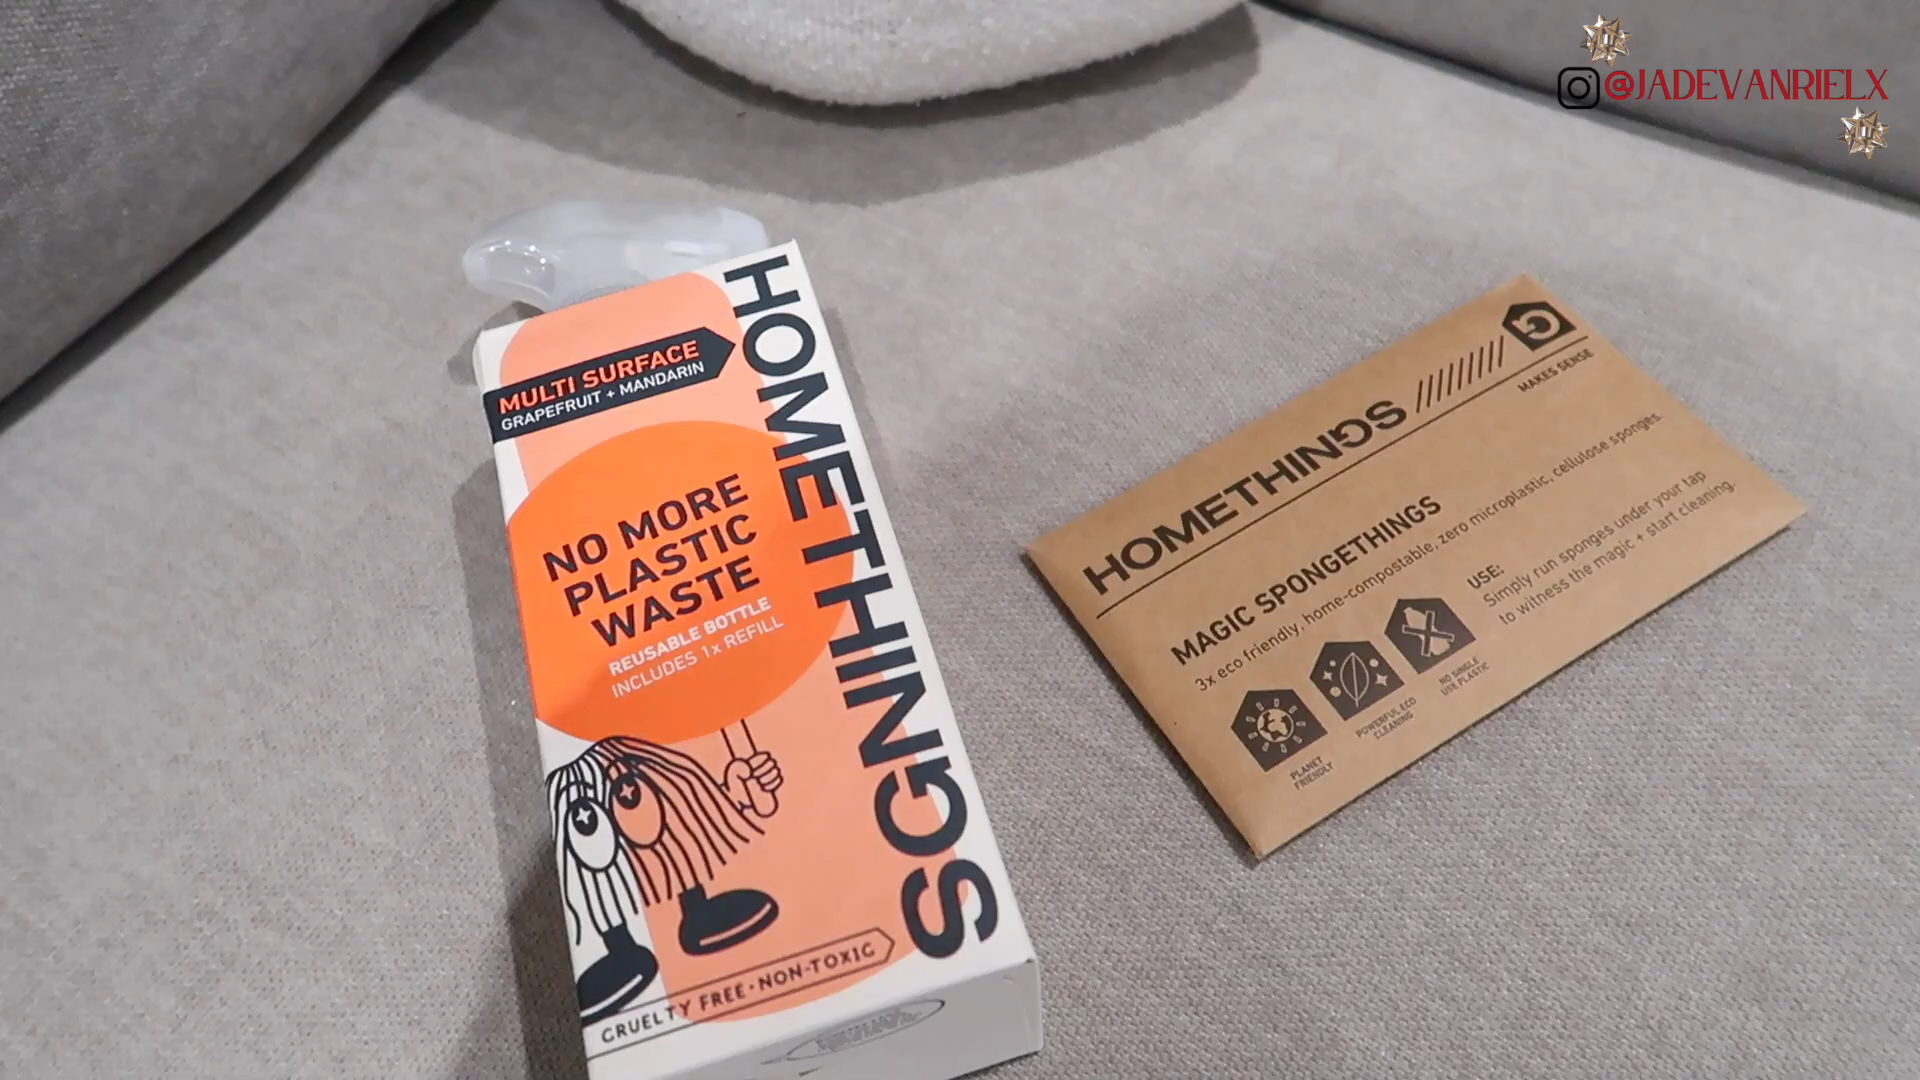 @JADEVANRIELX
MULTI SURFACE
GRAPEFRUIT + MANDARIN
HOMETHINGS
NO MORE
PLASTIC
WASTE
REUSABLE BOTTLE
INCLUDES 1x REFILL
CRUELTY FREE • NON-TOXIC
HOMETHINGS
MAKES SENSE
MAGIC SPONGETHINGS
3x eco friendly, home-compostable, zero microplastic, cellulose sponges.
USE:
Simply run sponges under your tap
to witness the magic + start cleaning.
PLANET
FRIENDLY
POWERFUL ECO
CLEANING
NO SINGLE
USE PLASTIC